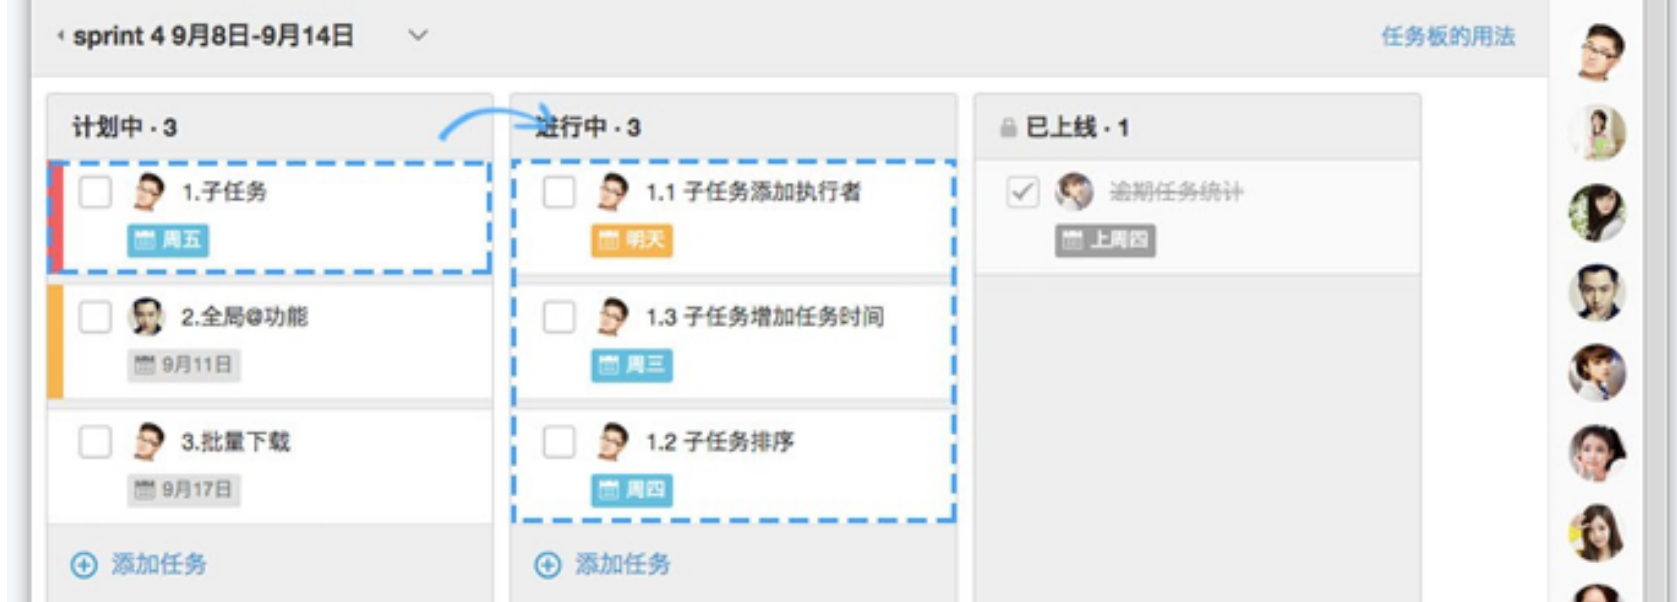 sprint 4 9月8日-9月14日
任务板的用法
计划中 · 3
1.子任务
周五
2.全局@功能
9月11日
3.批量下载
9月17日
添加任务
进行中 · 3
1.1 子任务添加执行者
明天
1.3 子任务增加任务时间
周三
1.2 子任务排序
周四
添加任务
已上线 · 1
逾期任务统计
上周四